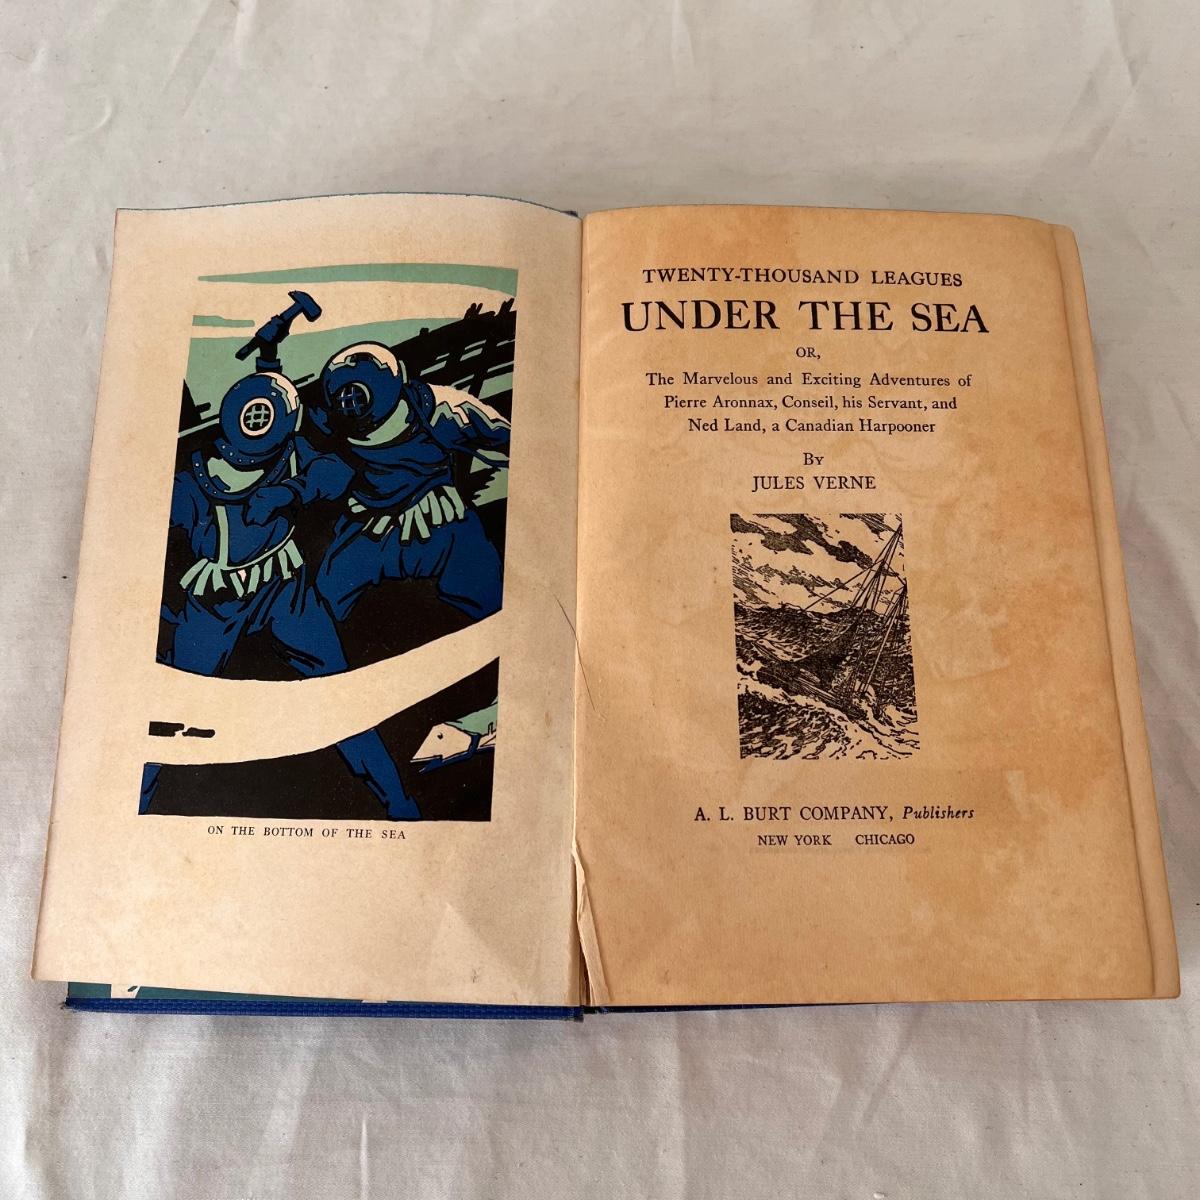 ON THE BOTTOM OF THE SEA
TWENTY-THOUSAND LEAGUES
UNDER THE SEA
OR,
The Marvelous and Exciting Adventures of
Pierre Aronnax, Conseil, his Servant, and
Ned Land, a Canadian Harpooner
By
JULES VERNE
A. L. BURT COMPANY, Publishers
NEW YORK CHICAGO